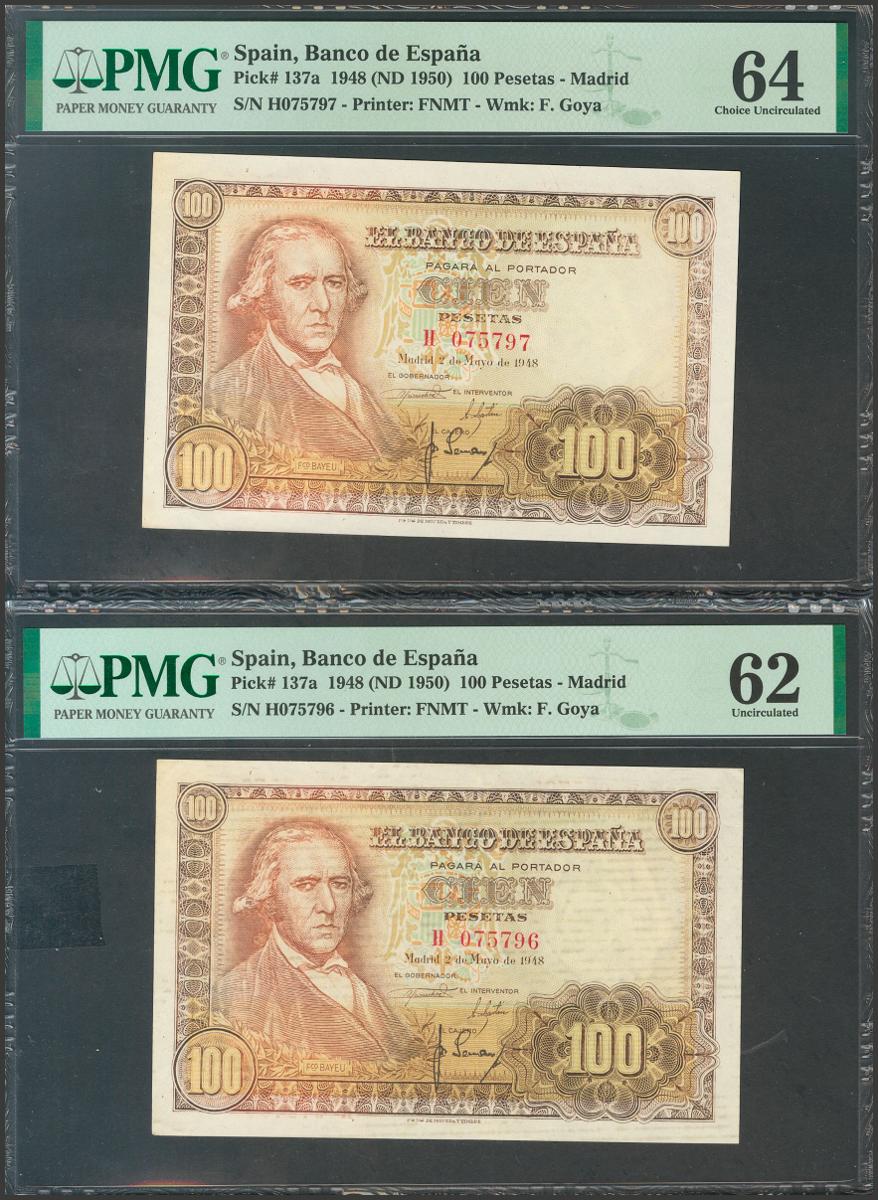 PMG®
PAPER MONEY GUARANTY
Spain, Banco de España
Pick# 137a 1948 (ND 1950) 100 Pesetas - Madrid
S/N H075797 - Printer: FNMT - Wmk: F. Goya
64
Choice Uncirculated
100
100
EL BANCO DE ESPAÑA
PAGARÁ AL PORTADOR
CIEN
PESETAS
H 075797
Madrid 2 de Mayo de 1948
EL GOBERNADOR
EL INTERVENTOR
EL CAJERO
100
FCO BAYEU
100
PMG®
PAPER MONEY GUARANTY
Spain, Banco de España
Pick# 137a 1948 (ND 1950) 100 Pesetas - Madrid
S/N H075796 - Printer: FNMT - Wmk: F. Goya
62
Uncirculated
100
100
EL BANCO DE ESPAÑA
PAGARÁ AL PORTADOR
CIEN
PESETAS
H 075796
Madrid 2 de Mayo de 1948
EL GOBERNADOR
EL INTERVENTOR
EL CAJERO
100
FCO BAYEU
100